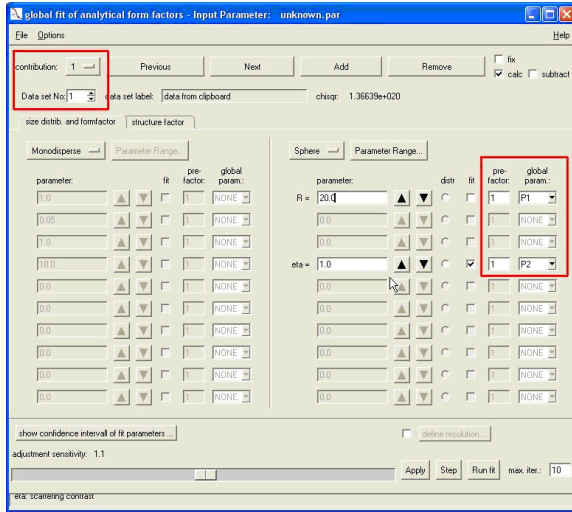 global fit of analytical form factors - Input Parameter: unknown.par
File Options Help
contribution: 1 Previous Next Add Remove fix
calc subtract
Data set No: 1 data set label: data from clipboard chisqr: 1.36639e+020
size distrib. and formfactor structure factor
Monodisperse Parameter Range... Sphere Parameter Range...
parameter: fit pre-factor: global param.: parameter: distr fit pre-factor: global param.:
1.0 1 NONE R = 20.0 1 P1
0.05 1 NONE 0.0 1 NONE
1.0 1 NONE 0.0 1 NONE
10.0 1 NONE eta = 1.0 1 P2
0.0 1 NONE 0.0 1 NONE
0.0 1 NONE 0.0 1 NONE
0.0 1 NONE 0.0 1 NONE
0.0 1 NONE 0.0 1 NONE
0.0 1 NONE 0.0 1 NONE
0.0 1 NONE 0.0 1 NONE
show confidence intervall of fit parameters ... define resolution ...
adjustment sensitivity: 1.1
Apply Step Run fit max. iter.: 10
eta: scattering contrast